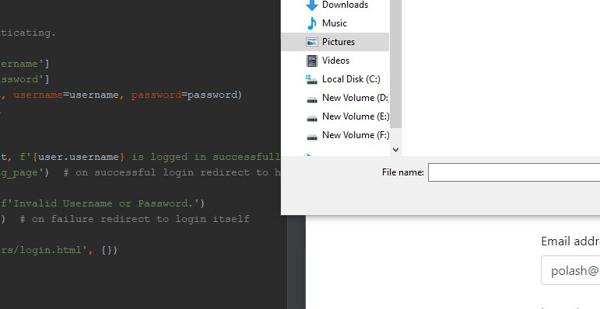 ticating.
ername']
ssword']
, username=username, password=password)
t, f'{user.username} is logged in successfull
g_page')  # on successful login redirect to h
f'Invalid Username or Password.')
)  # on failure redirect to login itself
rs/login.html', {})
Downloads
Music
Pictures
Videos
Local Disk (C:)
New Volume (D:
New Volume (E:)
New Volume (F:)
File name:
Email addr
polash@